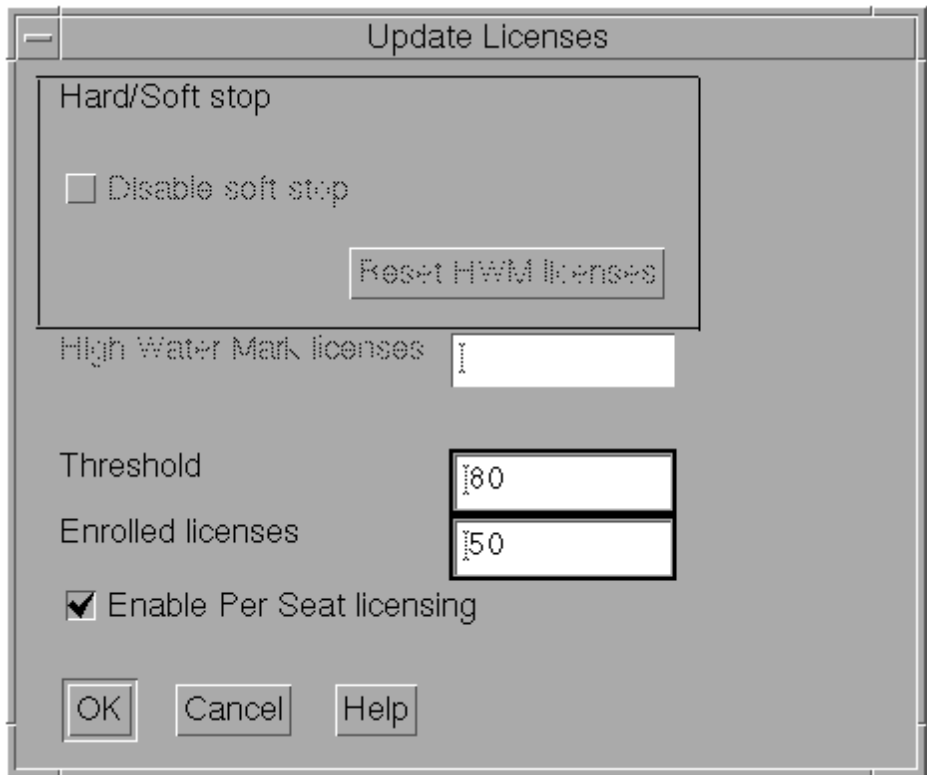 Update Licenses
Hard/Soft stop
Disable soft stop
Reset HWM licenses
High Water Mark licenses
Threshold
80
Enrolled licenses
50
Enable Per Seat licensing
OK Cancel Help